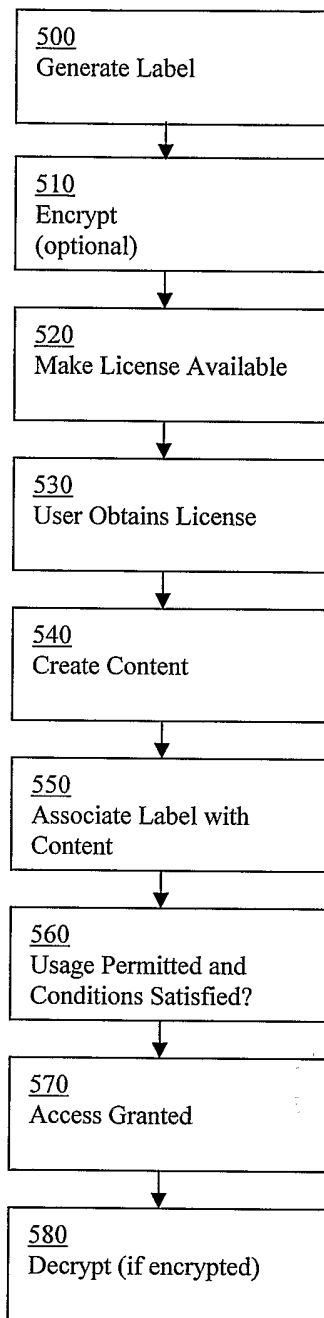 500
Generate Label
510
Encrypt
(optional)
520
Make License Available
530
User Obtains License
540
Create Content
550
Associate Label with
Content
560
Usage Permitted and
Conditions Satisfied?
570
Access Granted
580
Decrypt (if encrypted)